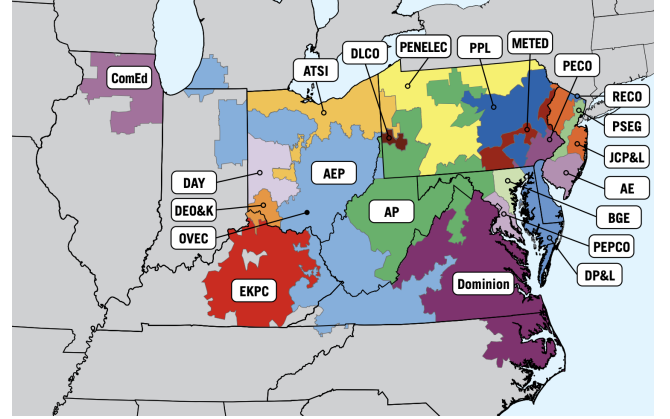 METED
DLCO
PENELEC
PPL
PECO
ATSI
ComEd
RECO
PSEG
JCP&L
DAY
AEP
AE
DEO&K
AP
BGE
OVEC
PEPCO
DP&L
EKPC
Dominion